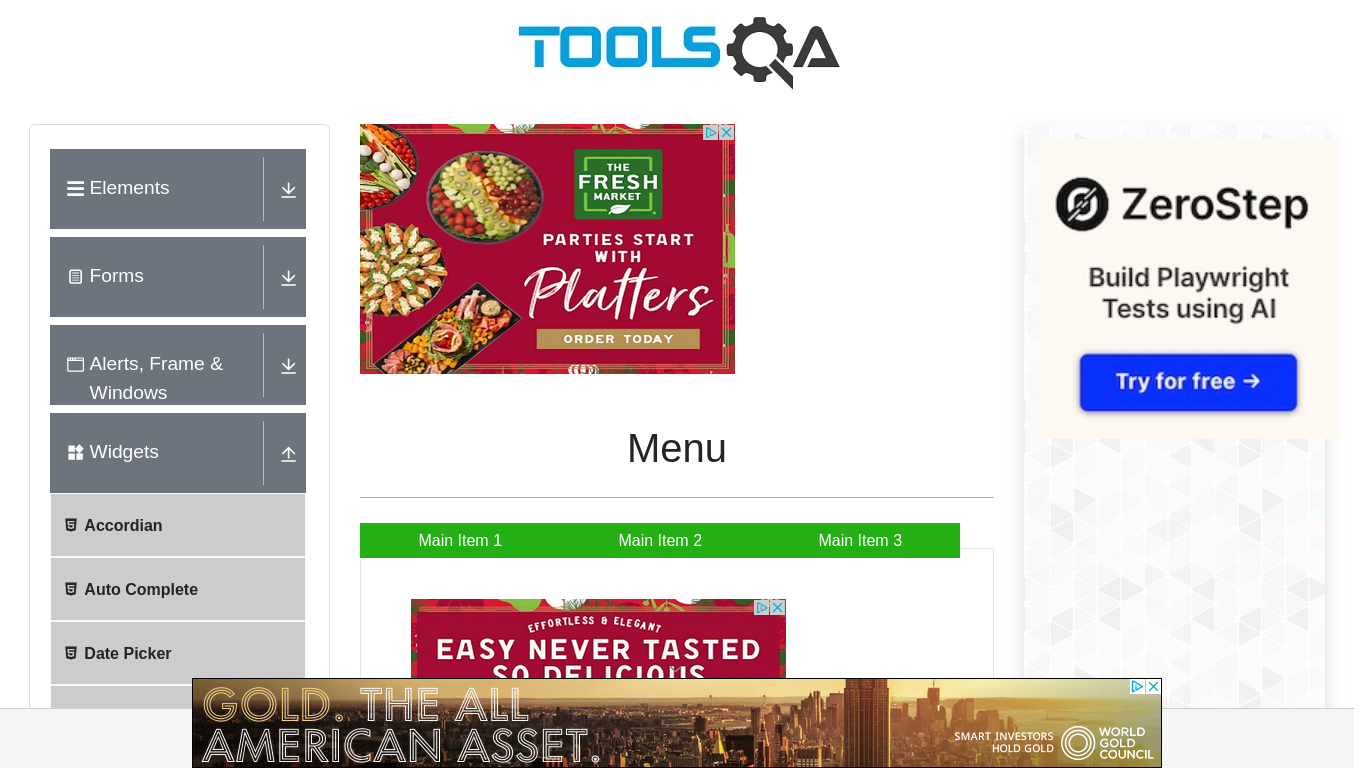 TOOLSQA
Elements
Forms
Alerts, Frame &
Windows
Widgets
Accordian
Auto Complete
Date Picker
THE
FRESH
MARKET
PARTIES START
WITH
Platters
ORDER TODAY
Menu
Main Item 1
Main Item 2
Main Item 3
EFFORTLESS & ELEGANT
EASY NEVER TASTED
SO DELICIOUS
ZeroStep
Build Playwright
Tests using AI
Try for free →
GOLD. THE ALL
AMERICAN ASSET.
SMART INVESTORS
HOLD GOLD
WORLD
GOLD
COUNCIL